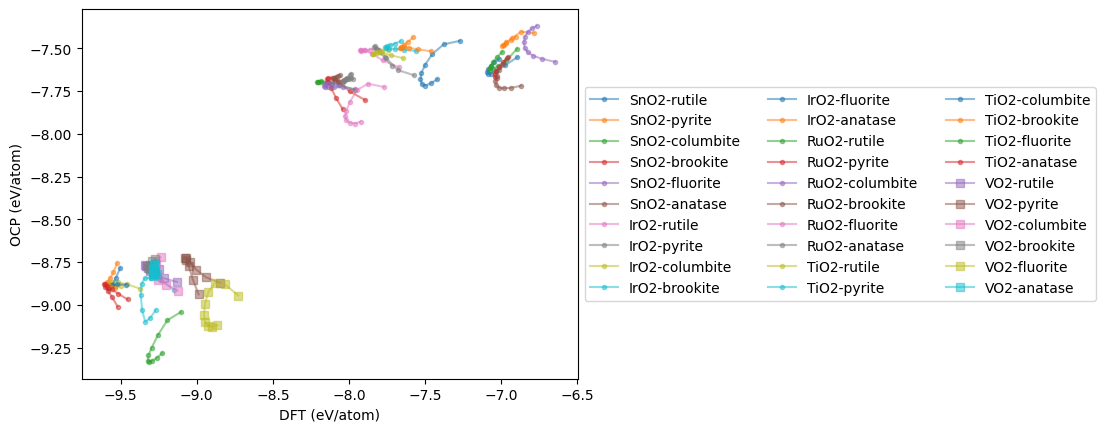 −7.50
−7.75
−8.00
−8.25
−8.50
−8.75
−9.00
−9.25
OCP (eV/atom)
−9.5
−9.0
−8.5
−8.0
−7.5
−7.0
−6.5
DFT (eV/atom)
SnO2-rutile
SnO2-pyrite
SnO2-columbite
SnO2-brookite
SnO2-fluorite
SnO2-anatase
IrO2-rutile
IrO2-pyrite
IrO2-columbite
IrO2-brookite
IrO2-fluorite
IrO2-anatase
RuO2-rutile
RuO2-pyrite
RuO2-columbite
RuO2-brookite
RuO2-fluorite
RuO2-anatase
TiO2-rutile
TiO2-pyrite
TiO2-columbite
TiO2-brookite
TiO2-fluorite
TiO2-anatase
VO2-rutile
VO2-pyrite
VO2-columbite
VO2-brookite
VO2-fluorite
VO2-anatase